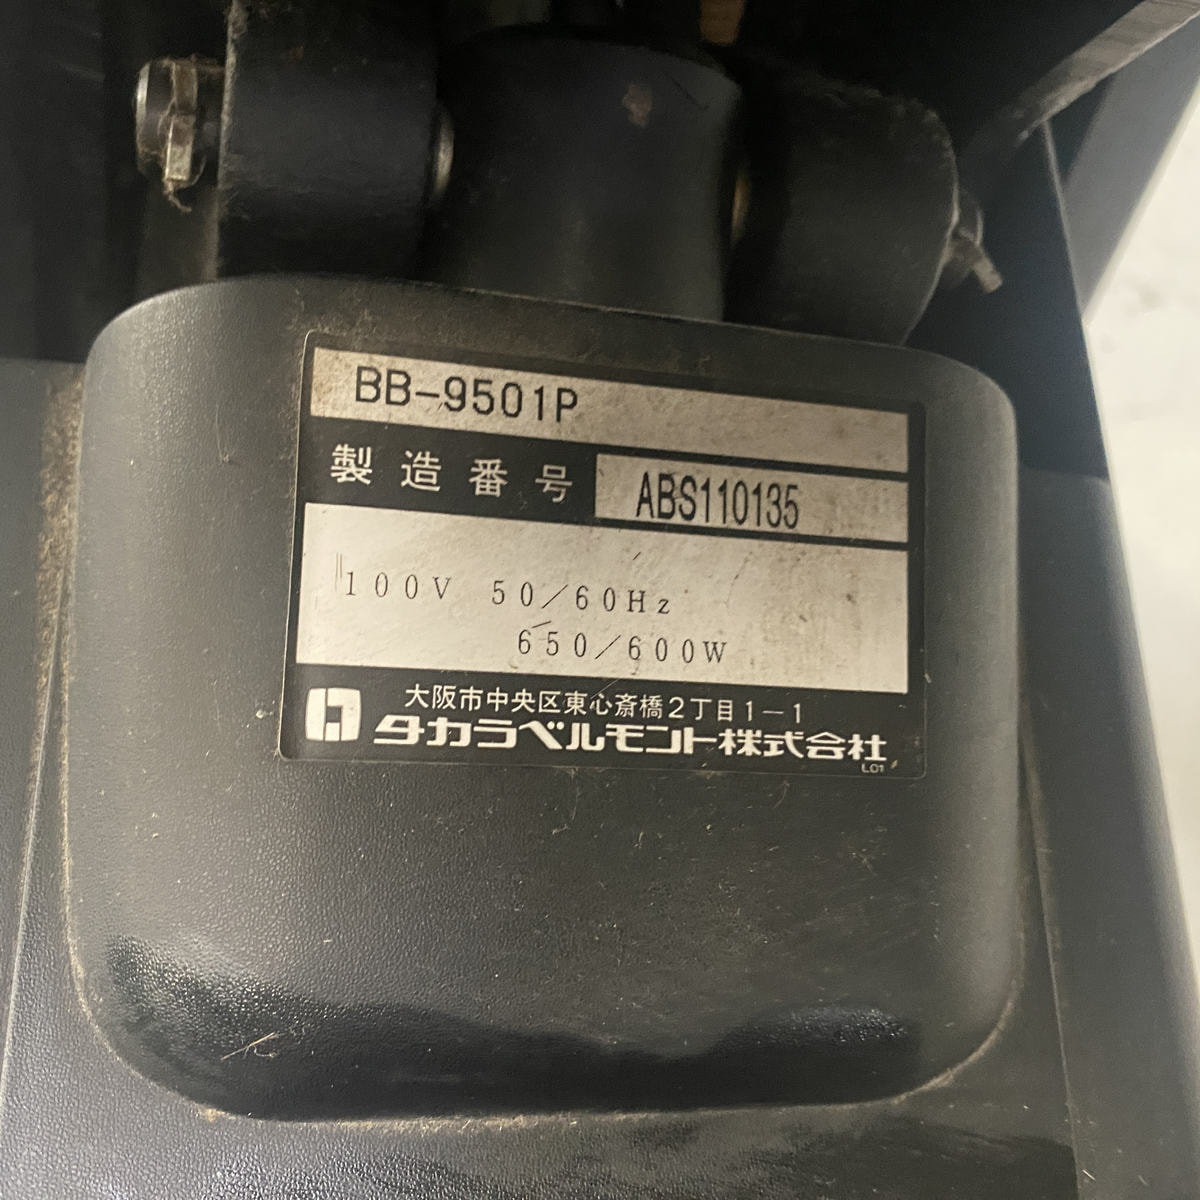 BB-9501P
製造番号 ABS110135
100V 50/60Hz
650/600W
大阪市中央区東心斎橋2丁目1-1
タカラベルモント株式会社
L01